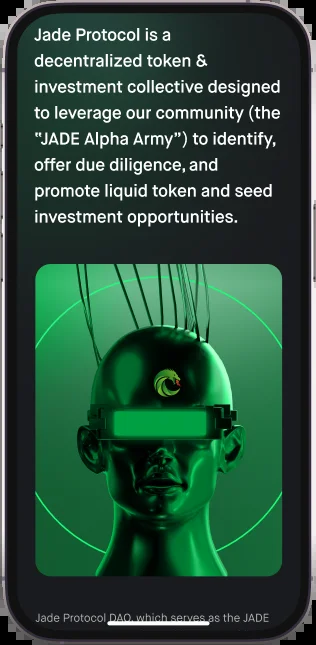 Jade Protocol is a
decentralized token &
investment collective designed
to leverage our community (the
“JADE Alpha Army”) to identify,
offer due diligence, and
promote liquid token and seed
investment opportunities.
Jade Protocol DAO, which serves as the JADE